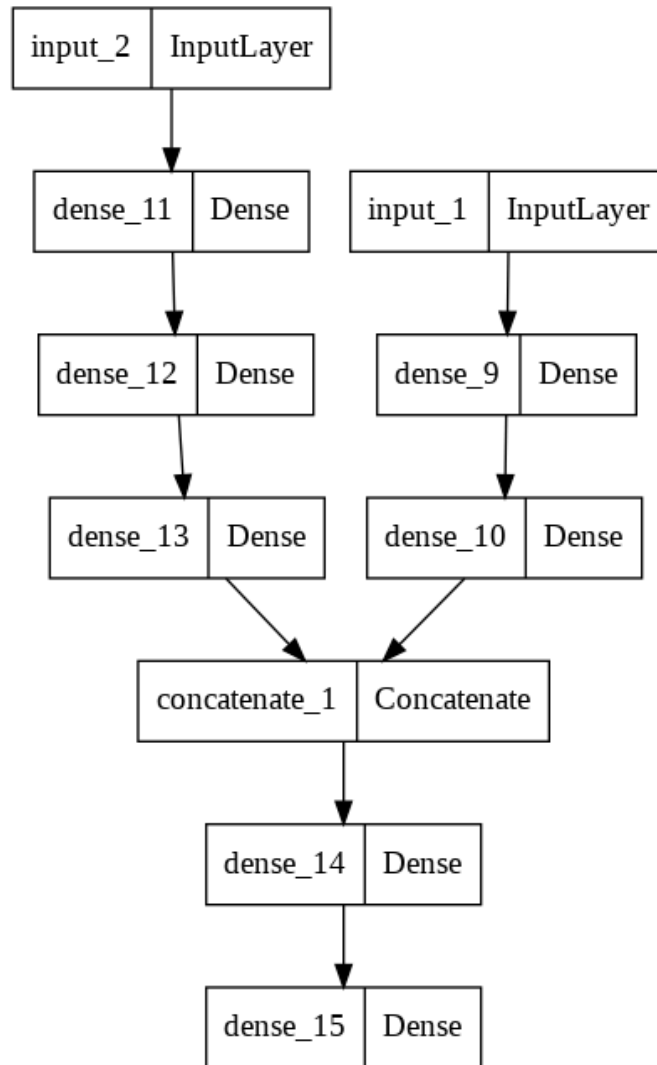 input_2 InputLayer
dense_11 Dense
input_1 InputLayer
dense_12 Dense
dense_9 Dense
dense_13 Dense
dense_10 Dense
concatenate_1 Concatenate
dense_14 Dense
dense_15 Dense